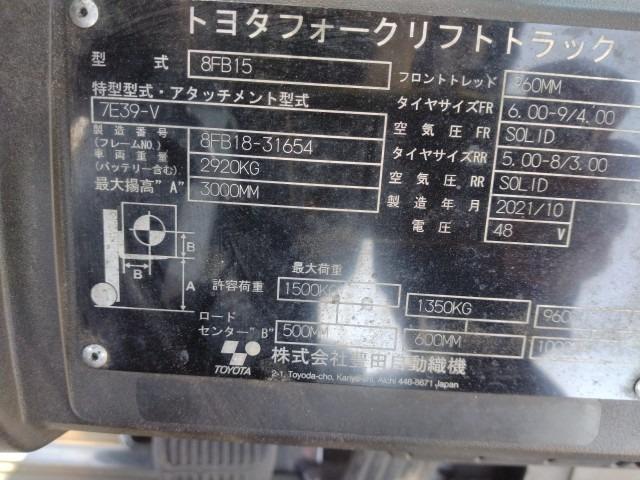 トヨタフォークリフトトラック
型 式 8FB15
特型型式・アタッチメント型式
7E39-V
製造番号
(フレームNO.) 8FB18-31654
車両重量
(バッテリー含む) 2920KG
最大揚高"A" 3000MM
フロントトレッド 960MM
タイヤサイズFR 6.00-9/4.00
空気圧FR SOLID
タイヤサイズRR 5.00-8/3.00
空気圧RR SOLID
製造年月 2021/10
電圧 48 V
B
B
A
最大荷重
許容荷重 1500KG 1350KG 960
ロード
センター"B" 500MM 600MM
TOYOTA 株式会社豊田自動織機
2-1, Toyoda-cho, Kariya-shi, Aichi 448-8671 Japan